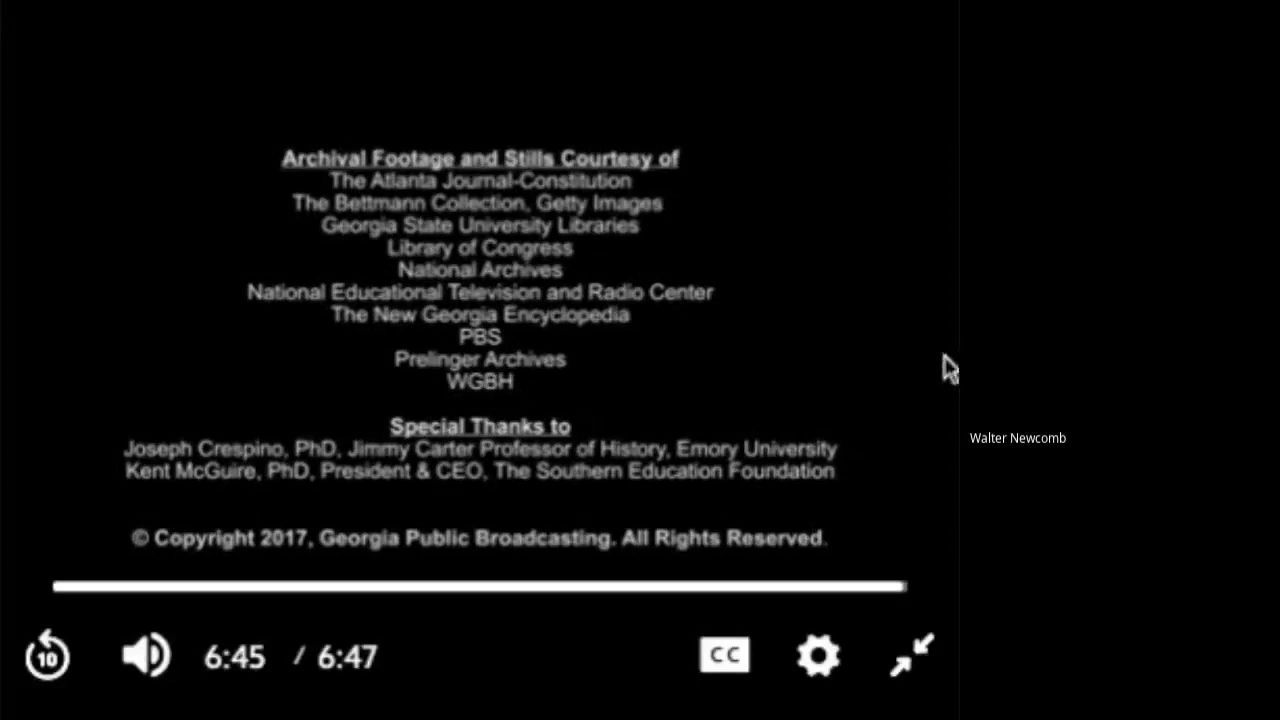 Archival Footage and Stills Courtesy of
The Atlanta Journal-Constitution
The Bettmann Collection, Getty Images
Georgia State University Libraries
Library of Congress
National Archives
National Educational Television and Radio Center
The New Georgia Encyclopedia
PBS
Prelinger Archives
WGBH
Special Thanks to
Joseph Crespino, PhD, Jimmy Carter Professor of History, Emory University
Kent McGuire, PhD, President & CEO, The Southern Education Foundation
© Copyright 2017, Georgia Public Broadcasting. All Rights Reserved.
Walter Newcomb
10 6:45 / 6:47 CC